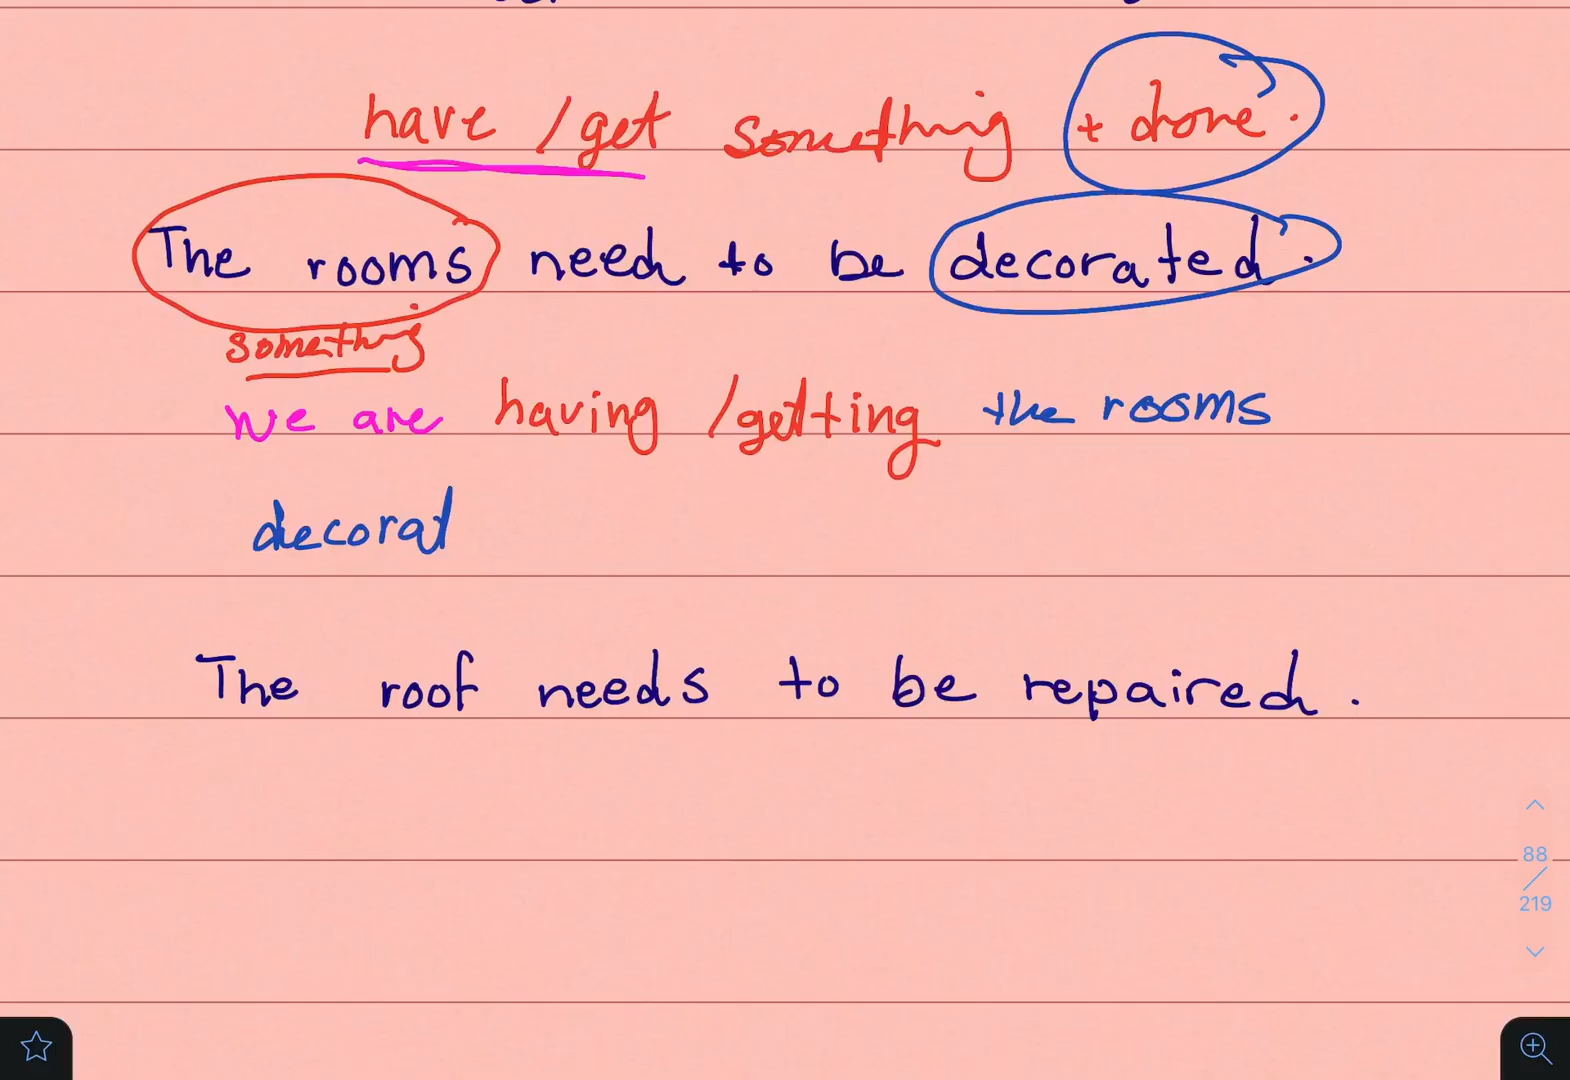 have / get something + done.
The rooms need to be decorated.
something
we are having / getting the rooms
decorat
The roof needs to be repaired.
88
219